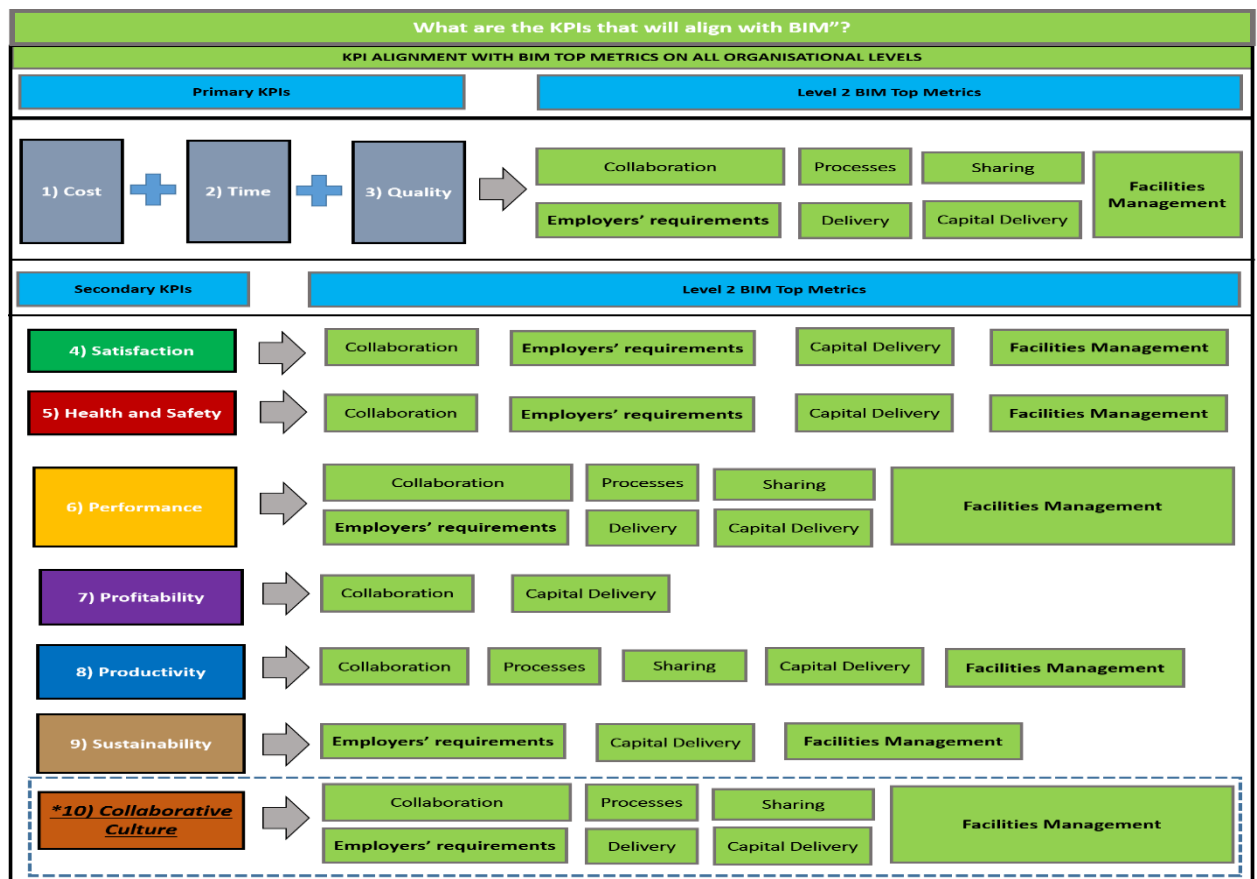 What are the KPIs that will align with BIM”?
KPI ALIGNMENT WITH BIM TOP METRICS ON ALL ORGANISATIONAL LEVELS
Primary KPIs
Level 2 BIM Top Metrics
1) Cost
2) Time
3) Quality
Collaboration
Processes
Sharing
Facilities
Management
Employers’ requirements
Delivery
Capital Delivery
Secondary KPIs
Level 2 BIM Top Metrics
4) Satisfaction
Collaboration
Employers’ requirements
Capital Delivery
Facilities Management
5) Health and Safety
Collaboration
Employers’ requirements
Capital Delivery
Facilities Management
6) Performance
Collaboration
Processes
Sharing
Facilities Management
Employers’ requirements
Delivery
Capital Delivery
7) Profitability
Collaboration
Capital Delivery
8) Productivity
Collaboration
Processes
Sharing
Capital Delivery
Facilities Management
9) Sustainability
Employers’ requirements
Capital Delivery
Facilities Management
*10) Collaborative
Culture
Collaboration
Processes
Sharing
Facilities Management
Employers’ requirements
Delivery
Capital Delivery